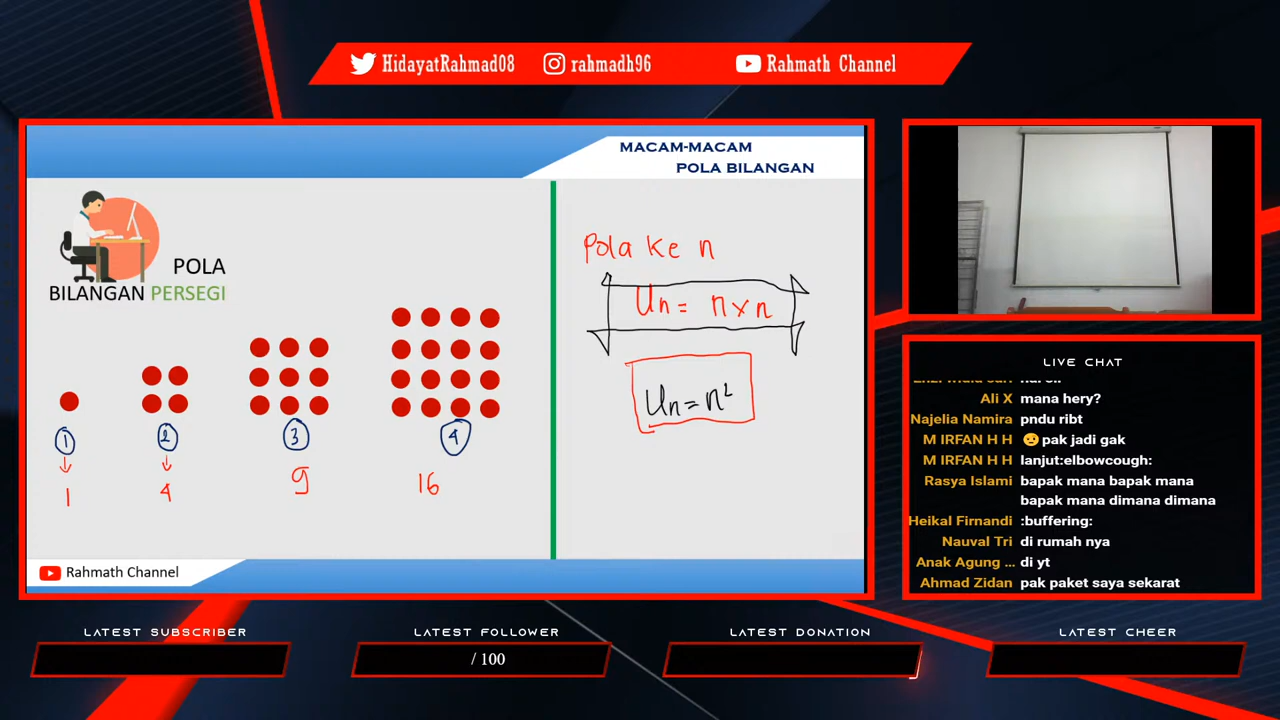 HidayatRahmad08
rahmadh96
Rahmath Channel
MACAM-MACAM
POLA BILANGAN
POLA
BILANGAN PERSEGI
1 2 3 4
1 4 9 16
Pola Ke n
Un = n x n
Un = n²
Rahmath Channel
LIVE CHAT
Ali X mana hery?
Najelia Namira pndu ribt
M IRFAN H H 😥pak jadi gak
M IRFAN H H lanjut:elbowcough:
Rasya Islami bapak mana bapak mana
bapak mana dimana dimana
Heikal Firnandi :buffering:
Nauval Tri di rumah nya
Anak Agung ... di yt
Ahmad Zidan pak paket saya sekarat
LATEST SUBSCRIBER
LATEST FOLLOWER
/ 100
LATEST DONATION
LATEST CHEER